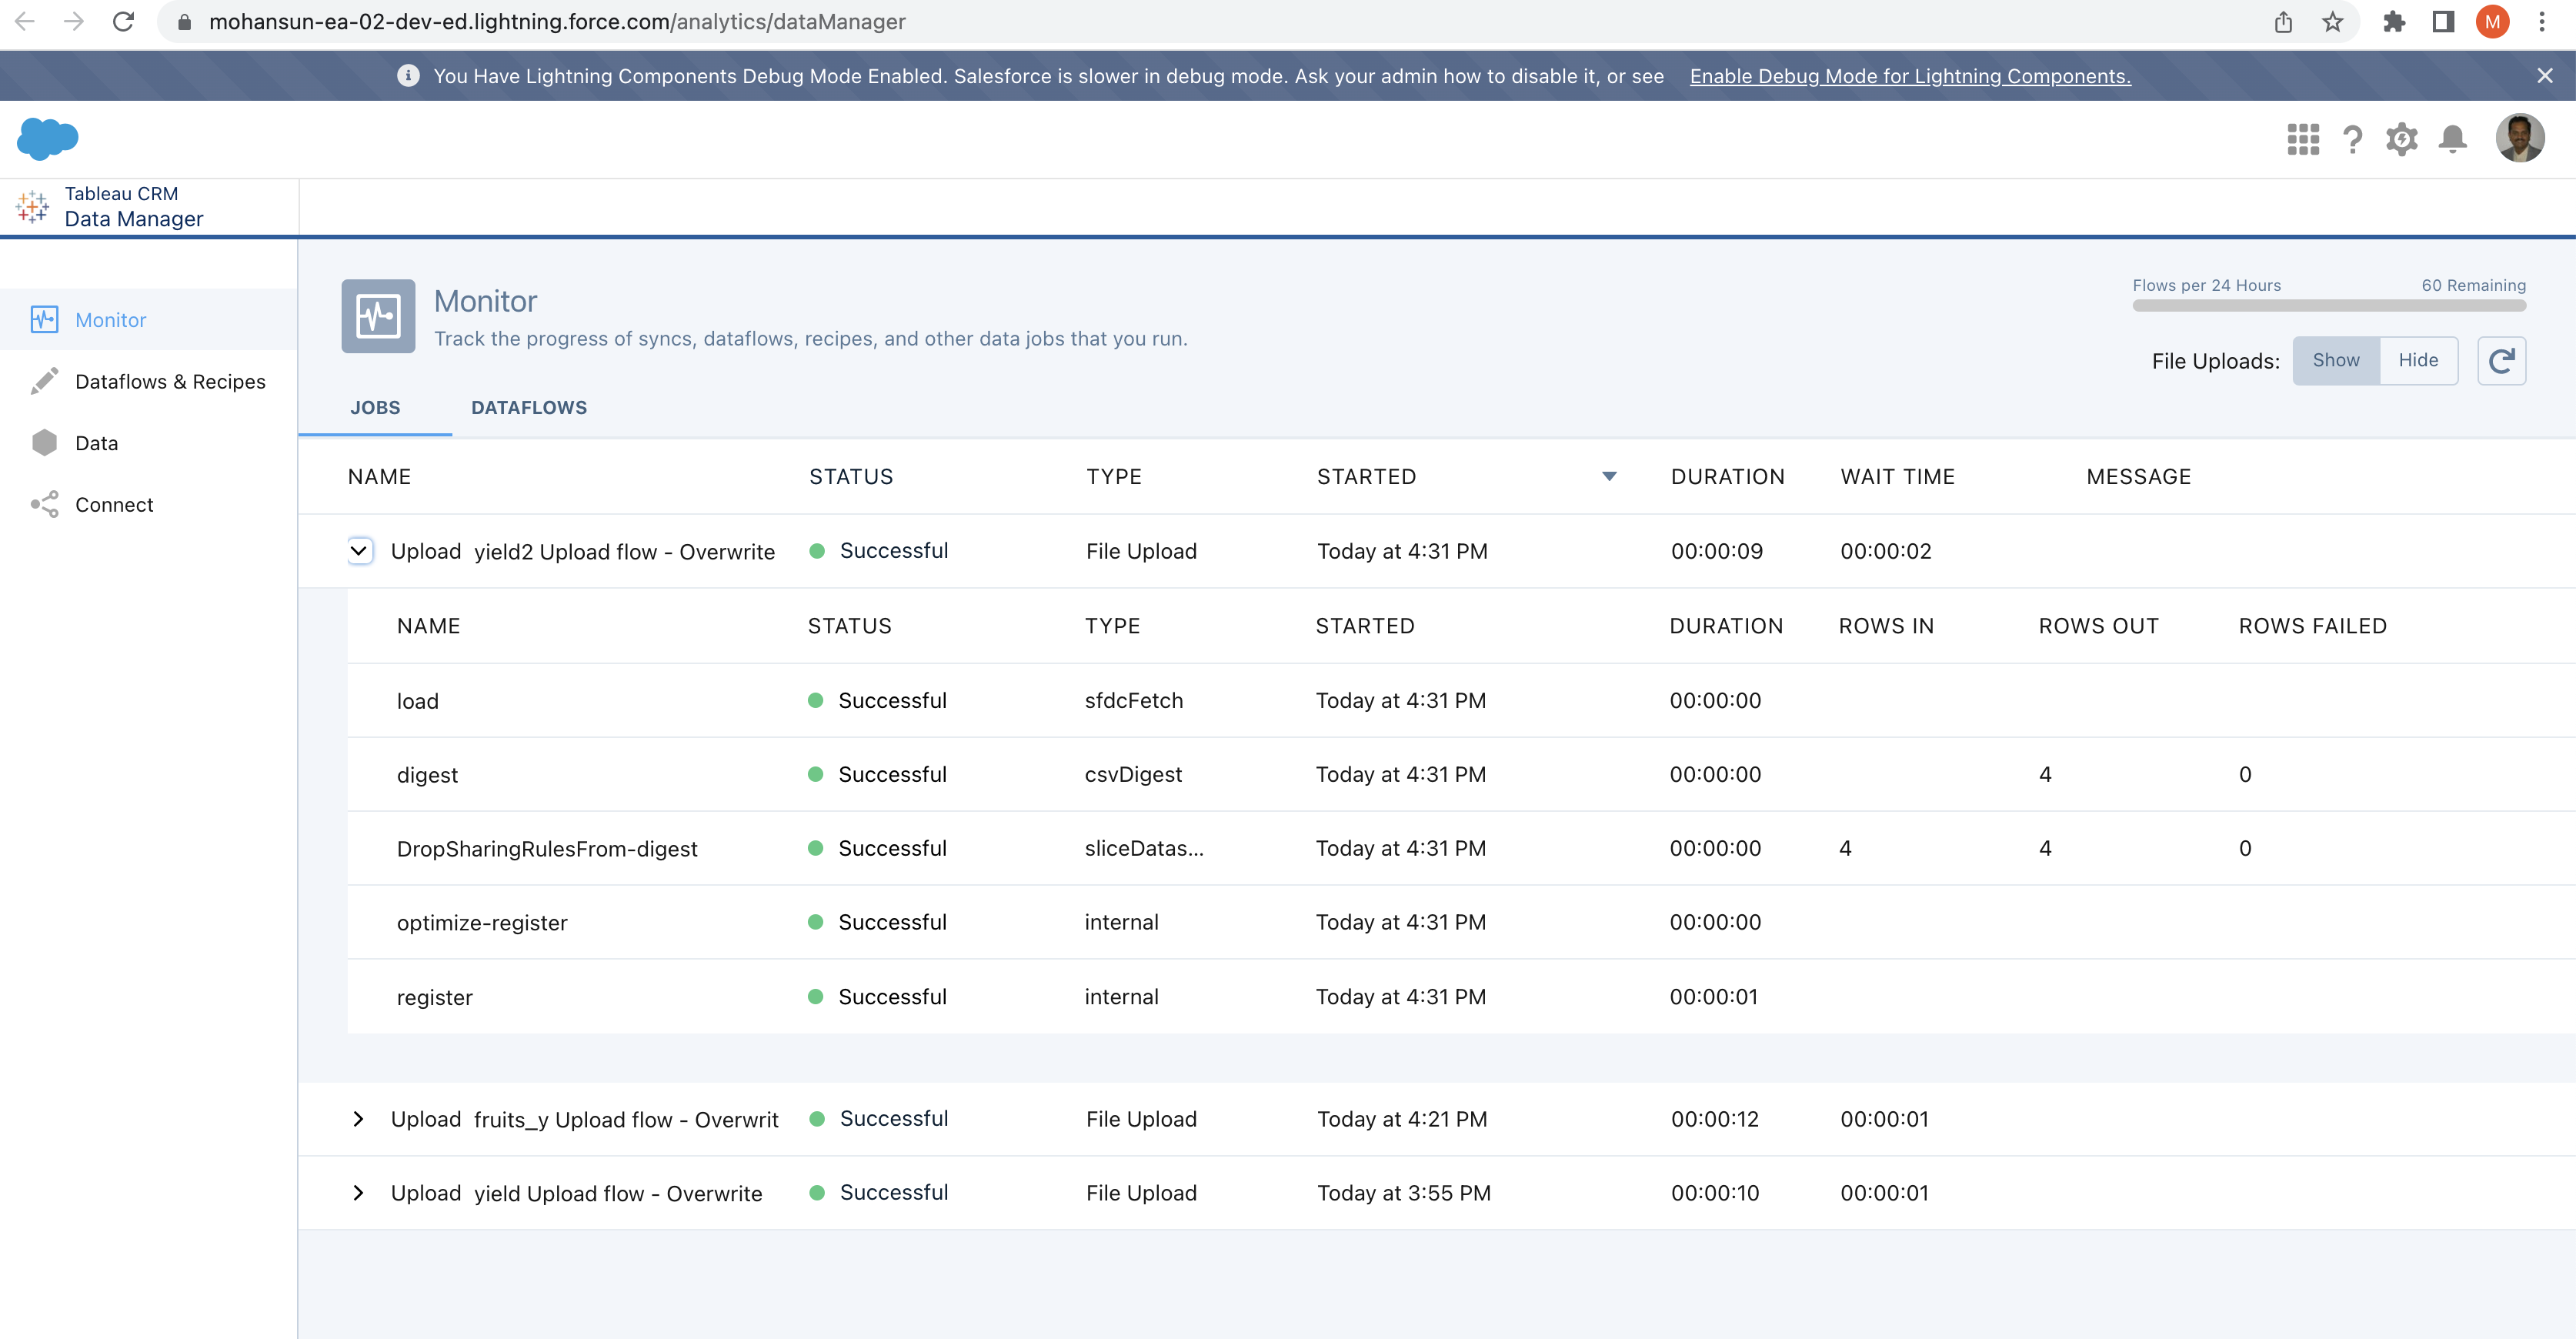 mohansun-ea-02-dev-ed.lightning.force.com/analytics/dataManager
M
You Have Lightning Components Debug Mode Enabled. Salesforce is slower in debug mode. Ask your admin how to disable it, or see Enable Debug Mode for Lightning Components.
Tableau CRM
Data Manager
Monitor
Dataflows & Recipes
Data
Connect
Monitor
Track the progress of syncs, dataflows, recipes, and other data jobs that you run.
Flows per 24 Hours 60 Remaining
File Uploads: Show Hide
JOBS DATAFLOWS
NAME STATUS TYPE STARTED DURATION WAIT TIME MESSAGE
Upload yield2 Upload flow - Overwrite Successful File Upload Today at 4:31 PM 00:00:09 00:00:02
NAME STATUS TYPE STARTED DURATION ROWS IN ROWS OUT ROWS FAILED
load Successful sfdcFetch Today at 4:31 PM 00:00:00
digest Successful csvDigest Today at 4:31 PM 00:00:00 4 0
DropSharingRulesFrom-digest Successful sliceDatas... Today at 4:31 PM 00:00:00 4 4 0
optimize-register Successful internal Today at 4:31 PM 00:00:00
register Successful internal Today at 4:31 PM 00:00:01
Upload fruits_y Upload flow - Overwrit Successful File Upload Today at 4:21 PM 00:00:12 00:00:01
Upload yield Upload flow - Overwrite Successful File Upload Today at 3:55 PM 00:00:10 00:00:01